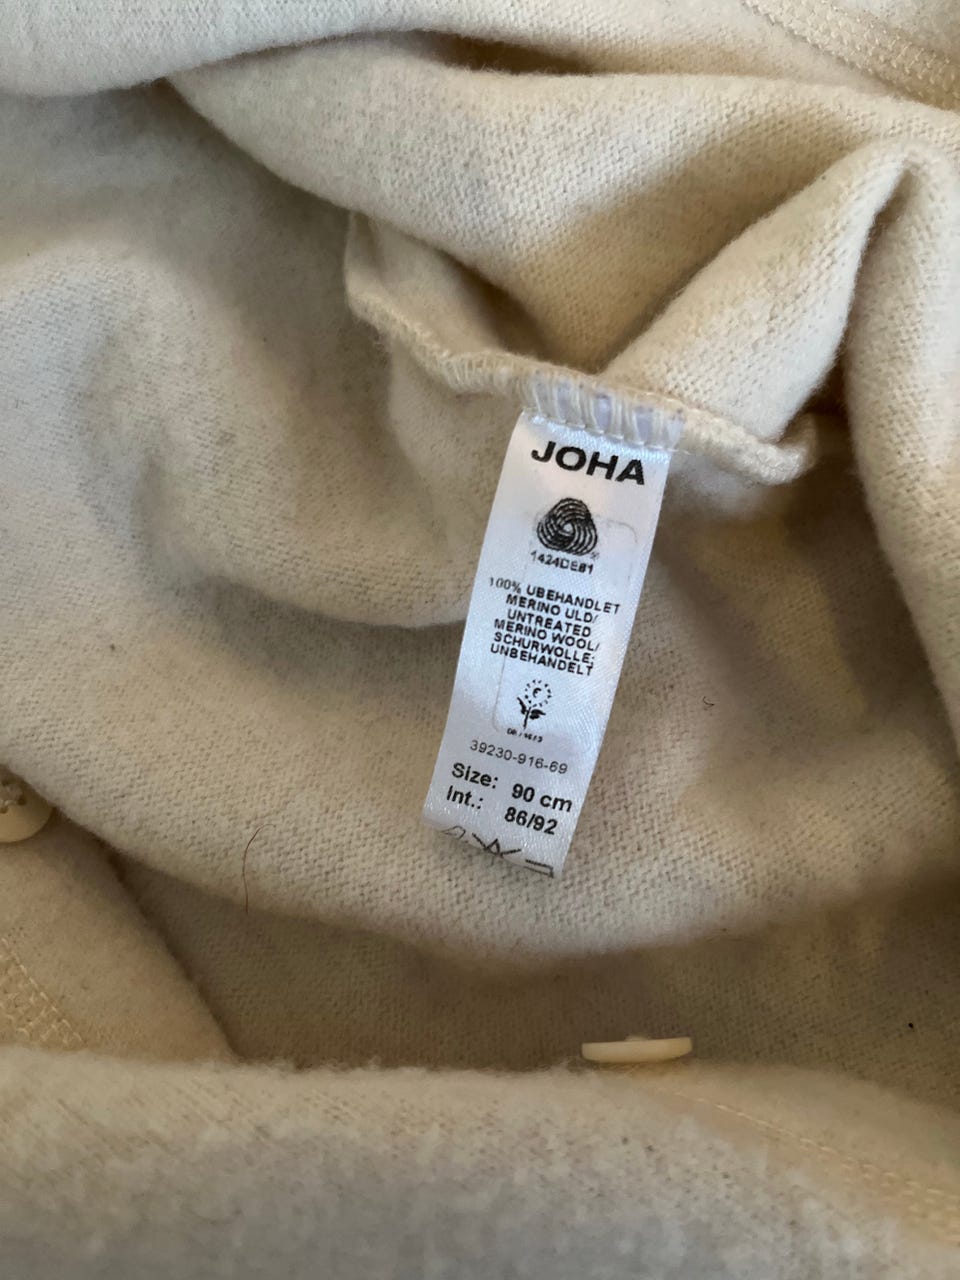 JOHA
1424DE81
100% UBEHANDLET
MERINO ULD/
UNTREATED
MERINO WOOL/
SCHURWOLLE;
UNBEHANDELT
39230-916-69
Size: 90 cm
Int.: 86/92